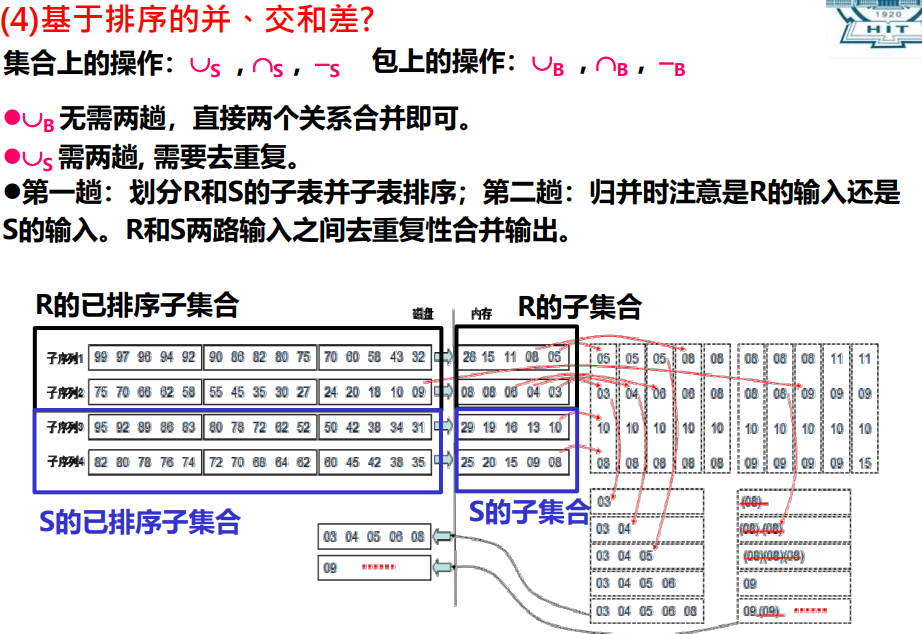 (4)基于排序的并、交和差?
1920
HIT
集合上的操作：∪S ，∩S ，−S 包上的操作：∪B ，∩B ，−B
●∪B 无需两趟，直接两个关系合并即可。
●∪S 需两趟, 需要去重复。
●第一趟：划分R和S的子表并子表排序；第二趟：归并时注意是R的输入还是
S的输入。R和S两路输入之间去重复性合并输出。
R的已排序子集合 磁盘 内存 R的子集合
子序列1 99 97 96 94 92 90 86 82 80 75 70 60 58 43 32 28 15 11 08 05 05 05 05 08 08 08 08 08 11 11
子序列2 75 70 66 62 58 55 45 35 30 27 24 20 18 10 09 08 08 06 04 03 03 04 06 06 08 08 08 09 09 09
子序列3 95 92 89 86 83 80 78 72 62 52 50 42 38 34 31 29 19 16 13 10 10 10 10 10 10 10 10 10 10 10
子序列4 82 80 78 76 74 72 70 68 64 62 60 45 42 38 35 25 20 15 09 08 08 08 08 08 08 09 09 09 09 15
S的已排序子集合 S的子集合
03 (08)
03 04 (08) (08)
03 04 05 (08)(08)(08)
03 04 05 06 09
03 04 05 06 08 09 (09) ······
03 04 05 06 08
09 ······